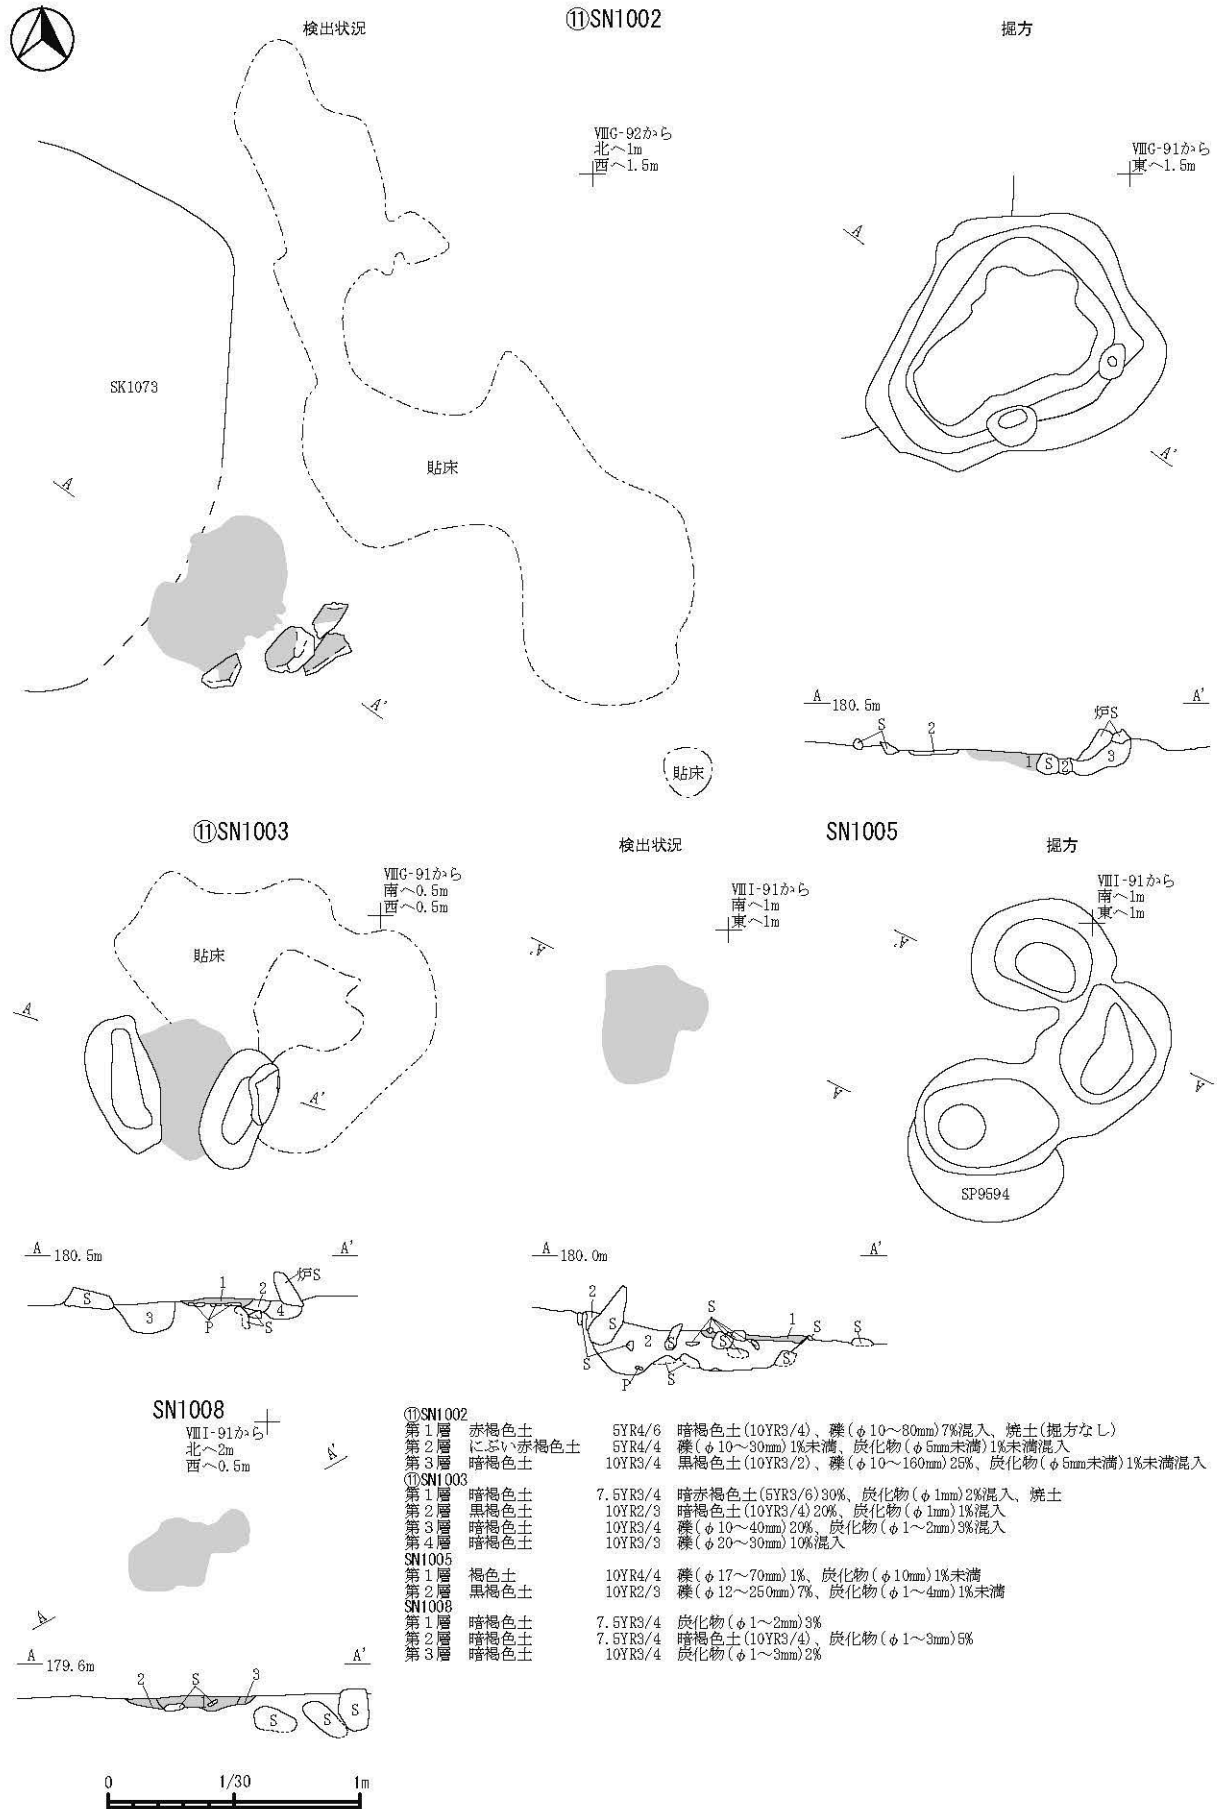 ⑪SN1002
検出状況
掘方
ⅧG-92から
北へ1m
西へ1.5m
ⅧG-91から
東へ1.5m
A
A'
SK1073
貼床
A
A'
貼床
A
180.5m
A'
S
2
炉S
1
S
2
3
⑪SN1003
ⅧG-91から
南へ0.5m
西へ0.5m
貼床
A
A'
A
180.5m
A'
S
3
1
2
炉S
4
P
S
SN1005
検出状況
掘方
ⅧI-91から
南へ1m
東へ1m
ⅧI-91から
南へ1m
東へ1m
A'
A
A'
A
SP9594
A
180.0m
A'
2
S
S
1
S
S
2
S
S
S
S
P
S
SN1008
ⅧI-91から
北へ2m
西へ0.5m
A'
A
A
179.6m
A'
2
S
3
S
S
S
0
1/30
1m
⑪SN1002
第1層 赤褐色土 5YR4/6 暗褐色土(10YR3/4)、礫(φ10～80mm)7%混入、焼土(掘方なし)
第2層 にぶい赤褐色土 5YR4/4 礫(φ10～30mm)1%未満、炭化物(φ5mm未満)1%未満混入
第3層 暗褐色土 10YR3/4 黒褐色土(10YR3/2)、礫(φ10～160mm)25%、炭化物(φ5mm未満)1%未満混入
⑪SN1003
第1層 暗褐色土 7.5YR3/4 暗赤褐色土(5YR3/6)30%、炭化物(φ1mm)2%混入、焼土
第2層 黒褐色土 10YR2/3 暗褐色土(10YR3/4)20%、炭化物(φ1mm)1%混入
第3層 暗褐色土 10YR3/4 礫(φ10～40mm)20%、炭化物(φ1～2mm)3%混入
第4層 暗褐色土 10YR3/3 礫(φ20～30mm)10%混入
SN1005
第1層 褐色土 10YR4/4 礫(φ17～70mm)1%、炭化物(φ10mm)1%未満
第2層 黒褐色土 10YR2/3 礫(φ12～250mm)7%、炭化物(φ1～4mm)1%未満
SN1008
第1層 暗褐色土 7.5YR3/4 炭化物(φ1～2mm)3%
第2層 暗褐色土 7.5YR3/4 暗褐色土(10YR3/4)、炭化物(φ1～3mm)5%
第3層 暗褐色土 10YR3/4 炭化物(φ1～3mm)2%